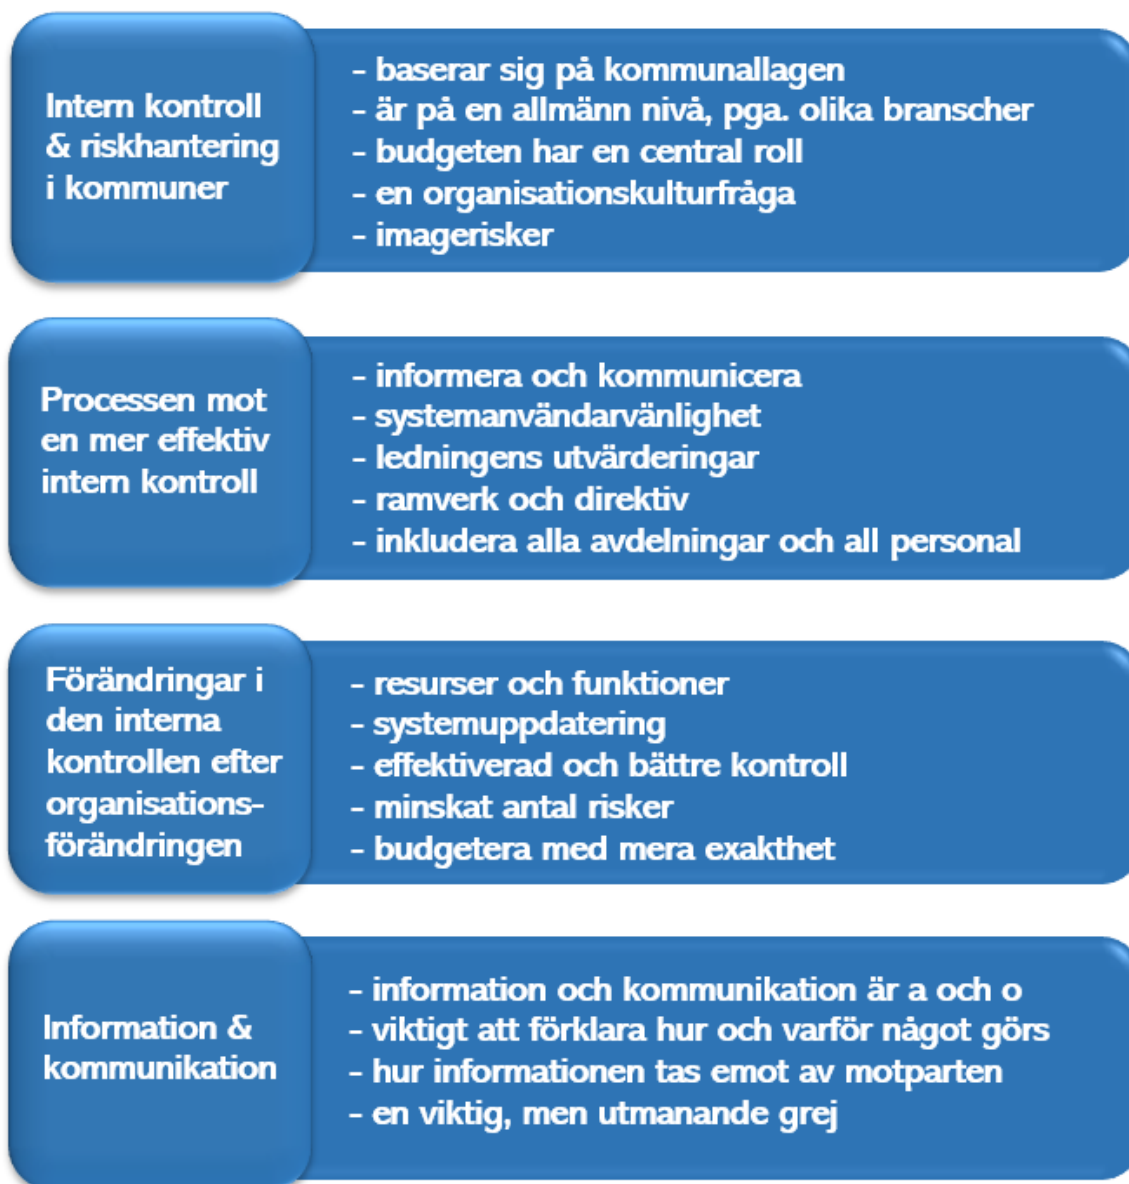 Intern kontroll
& riskhantering
i kommuner
- baserar sig på kommunallagen
- är på en allmänn nivå, pga. olika branscher
- budgeten har en central roll
- en organisationskulturfråga
- imagerisker
Processen mot
en mer effektiv
intern kontroll
- informera och kommunicera
- systemanvändarvänlighet
- ledningens utvärderingar
- ramverk och direktiv
- inkludera alla avdelningar och all personal
Förändringar i
den interna
kontrollen efter
organisations-
förändringen
- resurser och funktioner
- systemuppdatering
- effektiverad och bättre kontroll
- minskat antal risker
- budgetera med mera exakthet
Information &
kommunikation
- information och kommunikation är a och o
- viktigt att förklara hur och varför något görs
- hur informationen tas emot av motparten
- en viktig, men utmanande grej